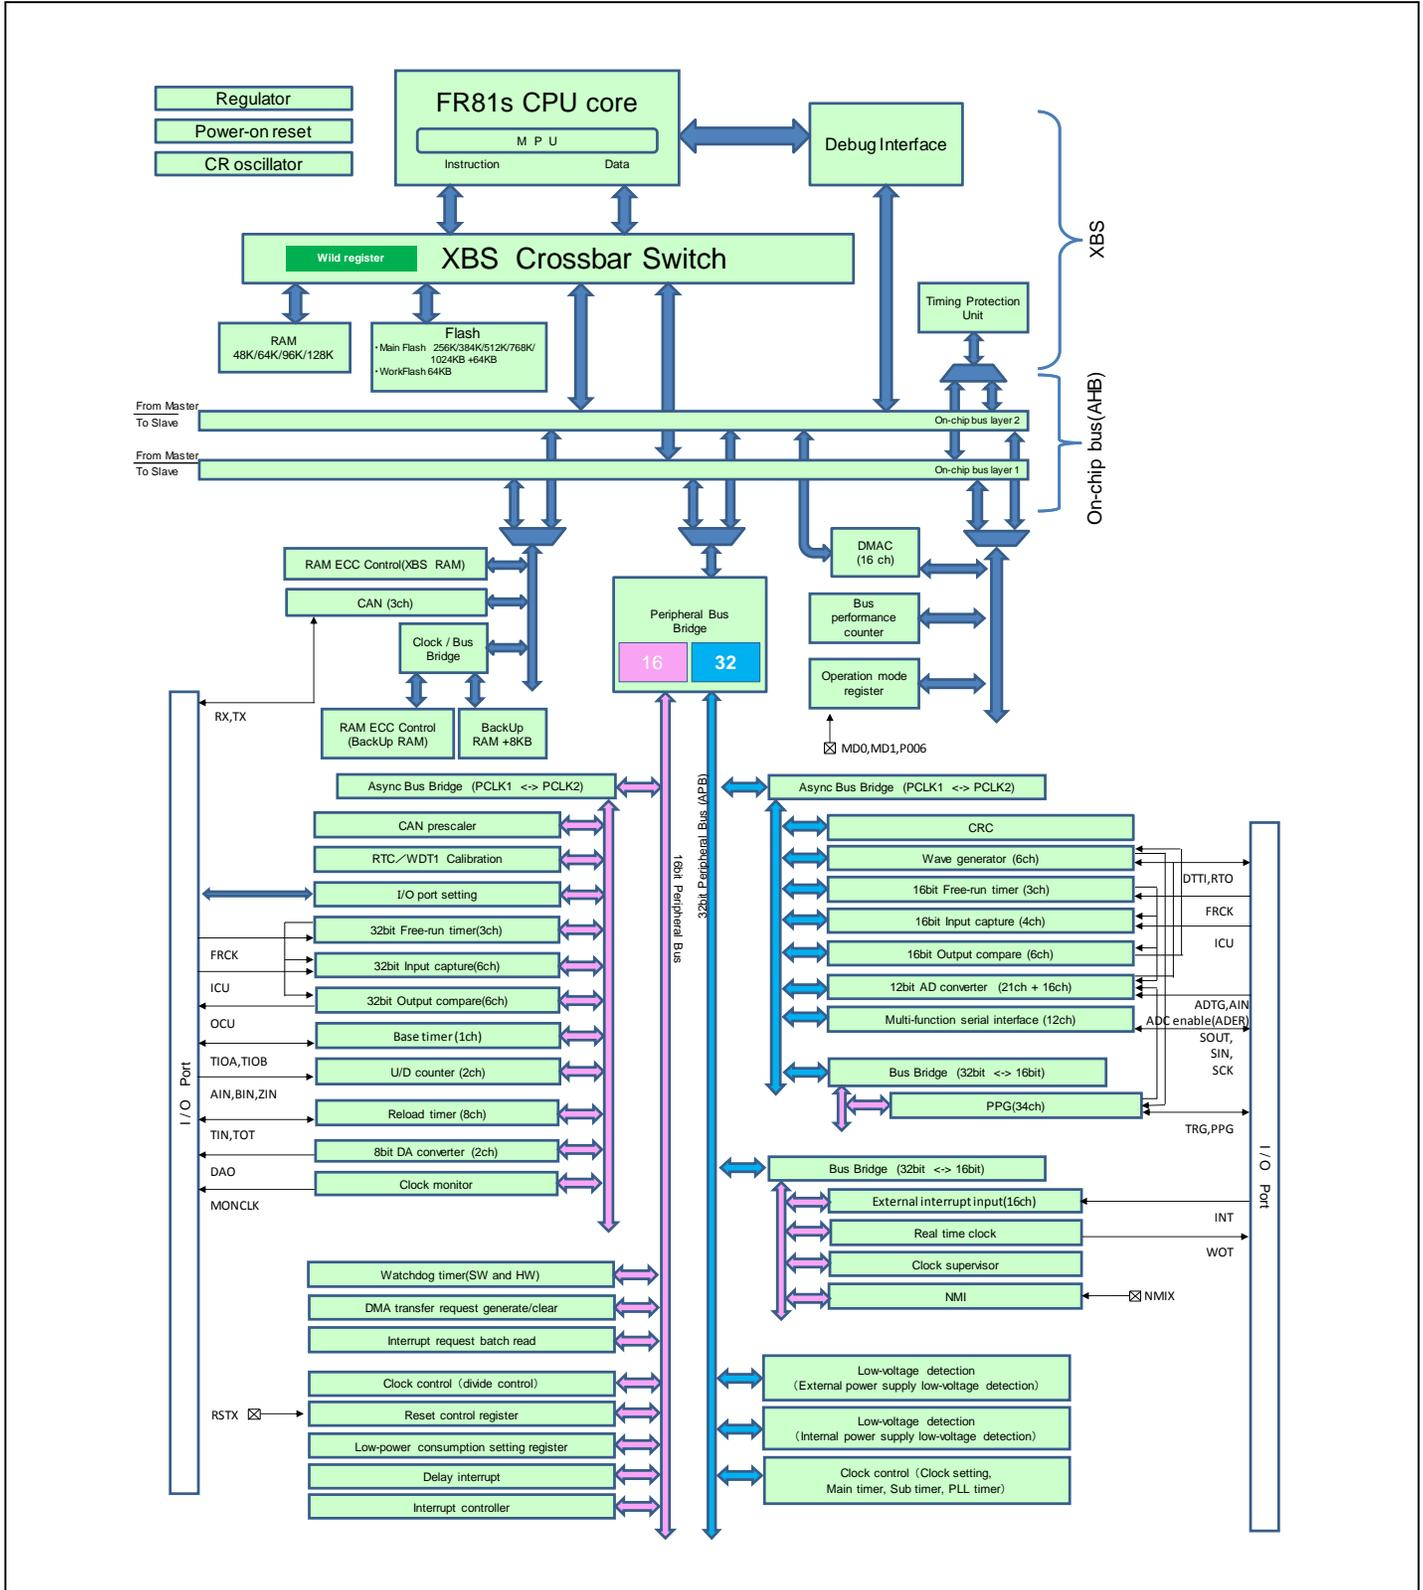 Regulator
Power-on reset
CR oscillator
FR81s CPU core
M P U
Instruction
Data
Debug Interface
XBS
Wild register
XBS Crossbar Switch
Timing Protection
Unit
RAM
48K/64K/96K/128K
Flash
・Main Flash 256K/384K/512K/768K/
1024KB +64KB
・WorkFlash 64KB
On-chip bus(AHB)
From Master
To Slave
On-chip bus layer 2
From Master
To Slave
On-chip bus layer 1
RAM ECC Control(XBS RAM)
CAN (3ch)
Clock / Bus
Bridge
RAM ECC Control
(BackUp RAM)
BackUp
RAM +8KB
RX,TX
Peripheral Bus
Bridge
16
32
DMAC
(16 ch)
Bus
performance
counter
Operation mode
register
MD0,MD1,P006
16bit Peripheral Bus
32bit Peripheral Bus (APB)
I / O Port
Async Bus Bridge (PCLK1 <-> PCLK2)
CAN prescaler
RTC／WDT1 Calibration
I/O port setting
32bit Free-run timer(3ch)
FRCK
32bit Input capture(6ch)
ICU
32bit Output compare(6ch)
OCU
Base timer (1ch)
TIOA,TIOB
U/D counter (2ch)
AIN,BIN,ZIN
Reload timer (8ch)
TIN,TOT
8bit DA converter (2ch)
DAO
Clock monitor
MONCLK
Watchdog timer(SW and HW)
DMA transfer request generate/clear
Interrupt request batch read
Clock control（divide control）
RSTX
Reset control register
Low-power consumption setting register
Delay interrupt
Interrupt controller
Async Bus Bridge (PCLK1 <-> PCLK2)
CRC
Wave generator (6ch)
DTTI,RTO
16bit Free-run timer (3ch)
FRCK
16bit Input capture (4ch)
ICU
16bit Output compare (6ch)
12bit AD converter (21ch + 16ch)
ADTG,AIN
ADC enable(ADER)
Multi-function serial interface (12ch)
SOUT,
SIN,
SCK
Bus Bridge (32bit <-> 16bit)
PPG(34ch)
TRG,PPG
I / O Port
Bus Bridge (32bit <-> 16bit)
External interrupt input(16ch)
INT
Real time clock
WOT
Clock supervisor
NMI
NMIX
Low-voltage detection
（External power supply low-voltage detection）
Low-voltage detection
（Internal power supply low-voltage detection）
Clock control（Clock setting,
Main timer, Sub timer, PLL timer）